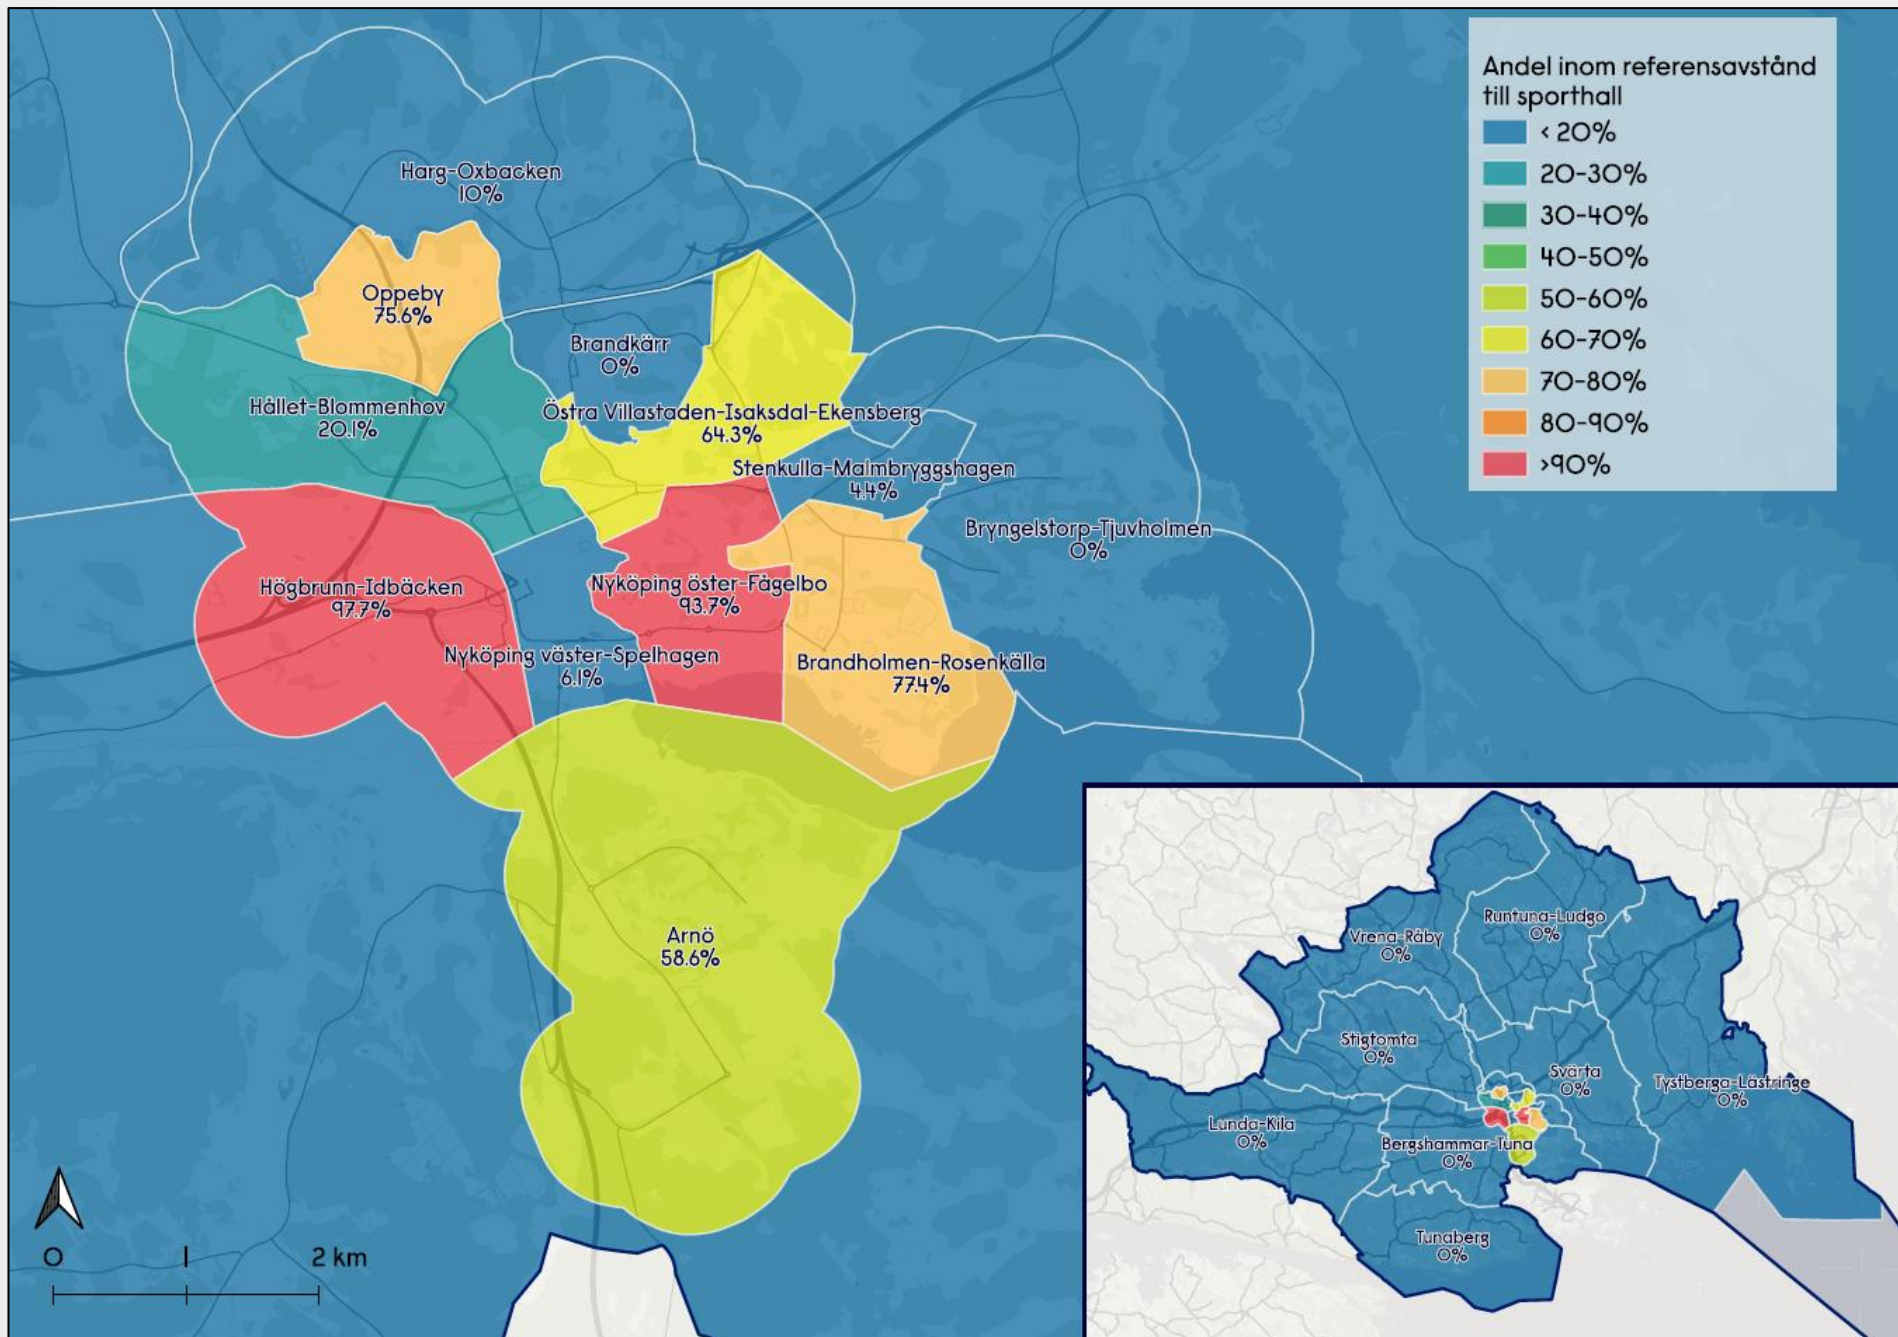 Andel inom referensavstånd
till sporthall
< 20%
20-30%
30-40%
40-50%
50-60%
60-70%
70-80%
80-90%
>90%
Harg-Oxbacken
10%
Oppeby
75.6%
Brandkärr
0%
Hållet-Blommenhov
20.1%
Östra Villastaden-Isaksdal-Ekensberg
64.3%
Stenkulla-Malmbryggshagen
4.4%
Bryngelstorp-Tjuvholmen
0%
Högbrunn-Idbäcken
97.7%
Nyköping öster-Fågelbo
93.7%
Nyköping väster-Spelhagen
6.1%
Brandholmen-Rosenkälla
77.4%
Arnö
58.6%
Runtuna-Ludgo
0%
Vrena-Råby
0%
Stigtomta
0%
Svärta
0%
Tystberga-Lästringe
0%
Lunda-Kila
0%
Bergshammar-Tuna
0%
Tunaberg
0%
0 1 2 km